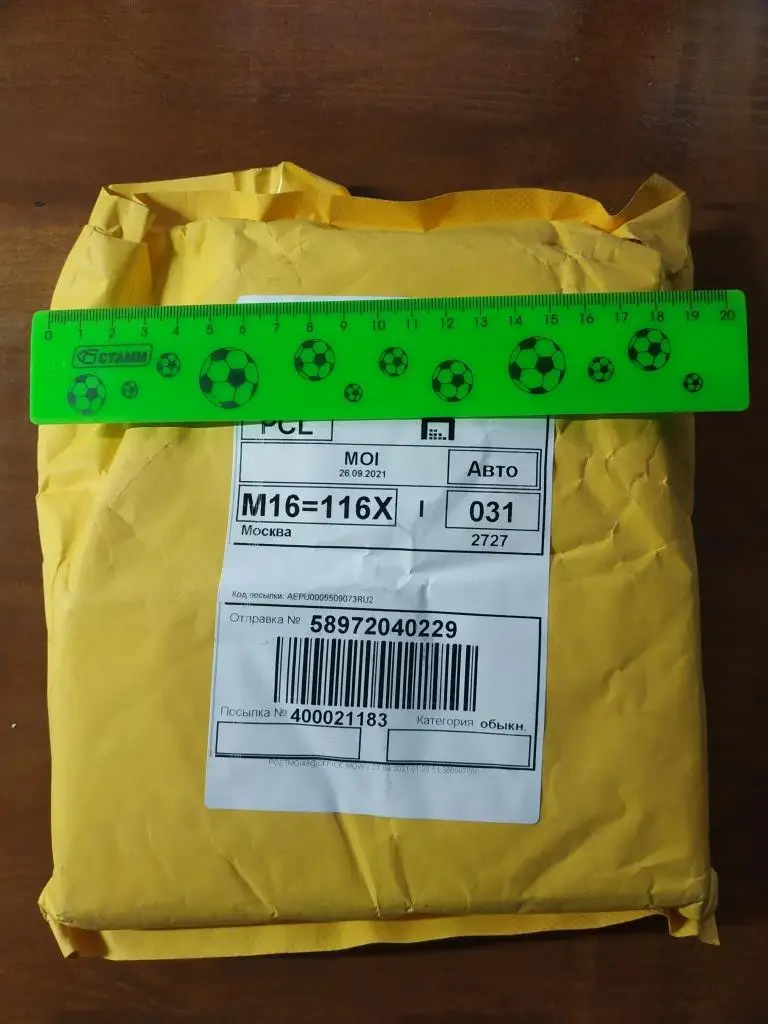 0 1 2 3 4 5 6 7 8 9 10 11 12 13 14 15 16 17 18 19 20
СТАММ
PCL
MOI
26.09.2021
Авто
M16=116X I 031
Москва
2727
Код посылки: AEPU0005509073RU2
Отправка № 58972040229
Посылка № 400021183 Категория обыкн.